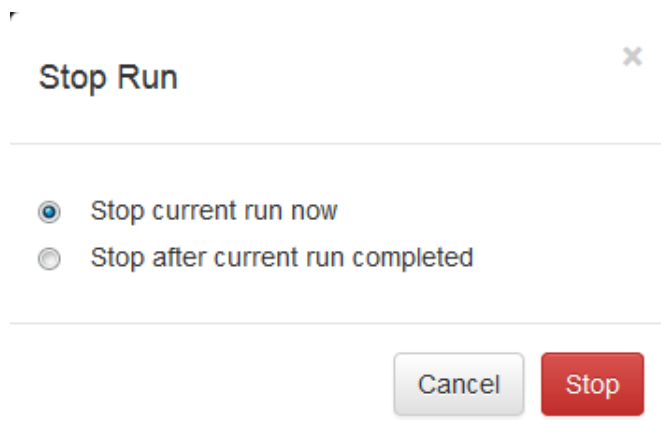 Stop Run
×
Stop current run now
Stop after current run completed
Cancel
Stop